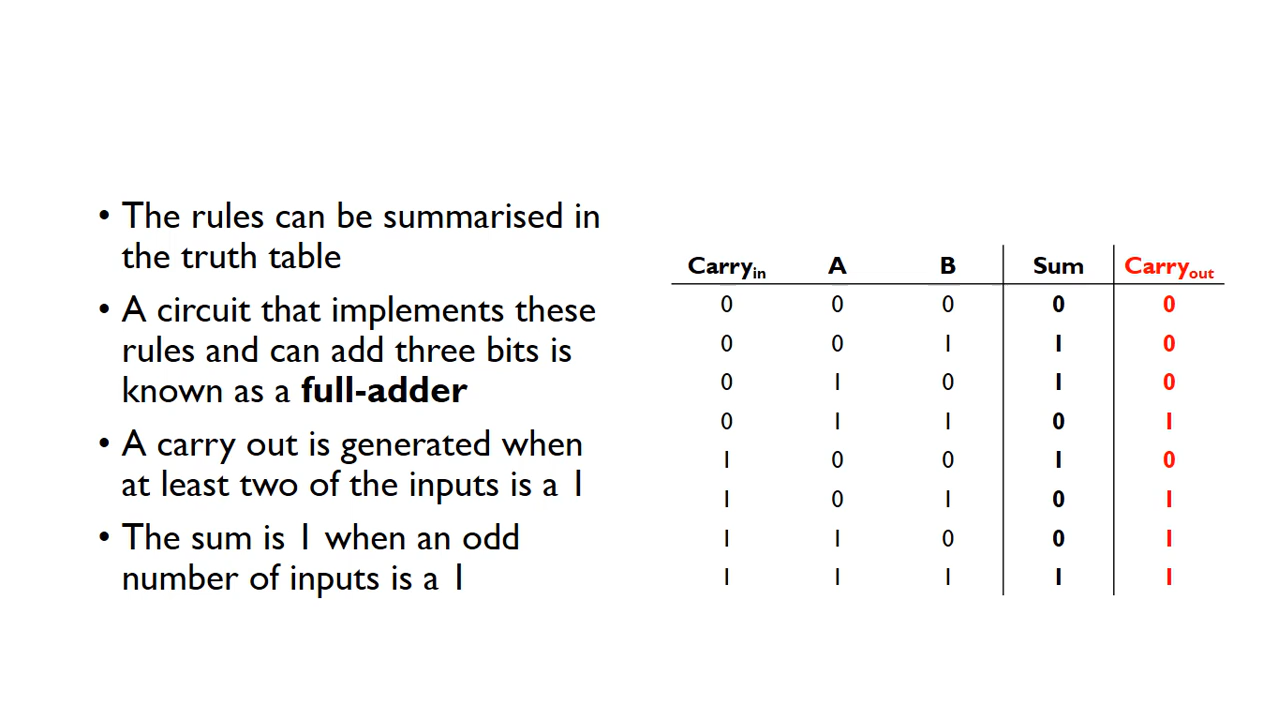 • The rules can be summarised in
the truth table
• A circuit that implements these
rules and can add three bits is
known as a full-adder
• A carry out is generated when
at least two of the inputs is a 1
• The sum is 1 when an odd
number of inputs is a 1
Carryin A B Sum Carryout
0 0 0 0 0
0 0 1 1 0
0 1 0 1 0
0 1 1 0 1
1 0 0 1 0
1 0 1 0 1
1 1 0 0 1
1 1 1 1 1